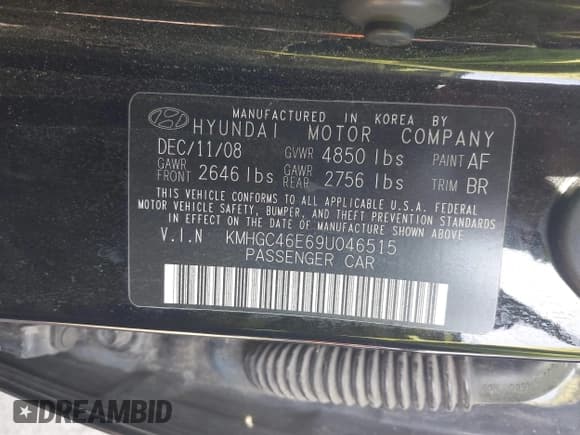 MANUFACTURED IN KOREA BY
HYUNDAI MOTOR COMPANY
DEC/11/08 GVWR 4850 lbs PAINT AF
GAWR FRONT 2646 lbs GAWR REAR 2756 lbs TRIM BR
THIS VEHICLE CONFORMS TO ALL APPLICABLE U.S.A. FEDERAL
MOTOR VEHICLE SAFETY, BUMPER, AND THEFT PREVENTION STANDARDS
IN EFFECT ON THE DATE OF MANUFACTURE SHOWN ABOVE
V.I.N KMHGC46E69U046515
PASSENGER CAR
DREAMBID